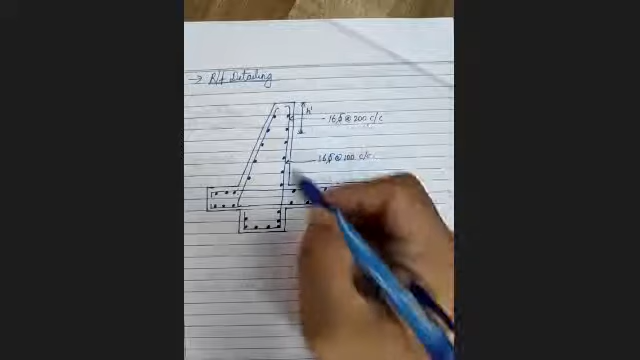 → R/f Detailing
h'
- 16ϕ @ 200 c/c
16ϕ @ 100 c/c